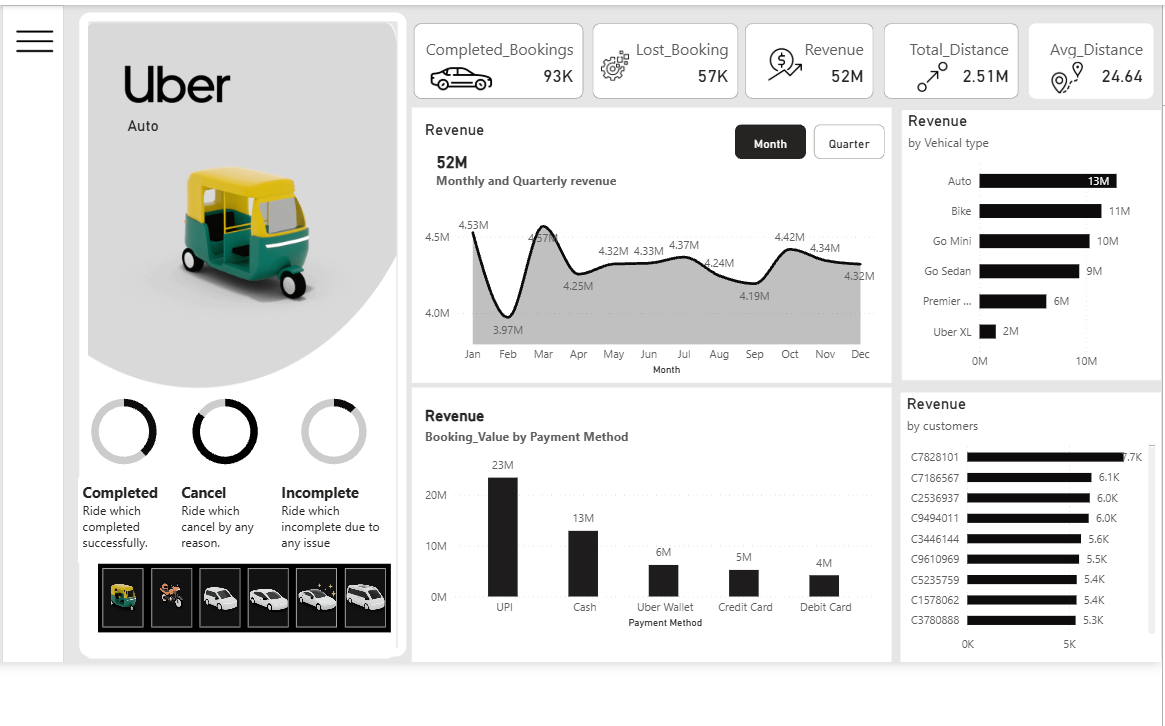 Uber
Auto
Completed
Ride which
completed
successfully.
Cancel
Ride which
cancel by any
reason.
Incomplete
Ride which
incomplete due to
any issue
Completed_Bookings
93K
Lost_Booking
57K
Revenue
52M
Total_Distance
2.51M
Avg_Distance
24.64
Revenue
Month
Quarter
52M
Monthly and Quarterly revenue
4.5M
4.0M
4.53M
3.97M
4.57M
4.25M
4.32M
4.33M
4.37M
4.24M
4.19M
4.42M
4.34M
4.32M
Jan Feb Mar Apr May Jun Jul Aug Sep Oct Nov Dec
Month
Revenue
by Vehical type
Auto 13M
Bike 11M
Go Mini 10M
Go Sedan 9M
Premier ... 6M
Uber XL 2M
0M 10M
Revenue
Booking_Value by Payment Method
20M
10M
0M
23M
13M
6M
5M
4M
UPI Cash Uber Wallet Credit Card Debit Card
Payment Method
Revenue
by customers
C7828101 7.7K
C7186567 6.1K
C2536937 6.0K
C9494011 6.0K
C3446144 5.6K
C9610969 5.5K
C5235759 5.4K
C1578062 5.4K
C3780888 5.3K
0K 5K